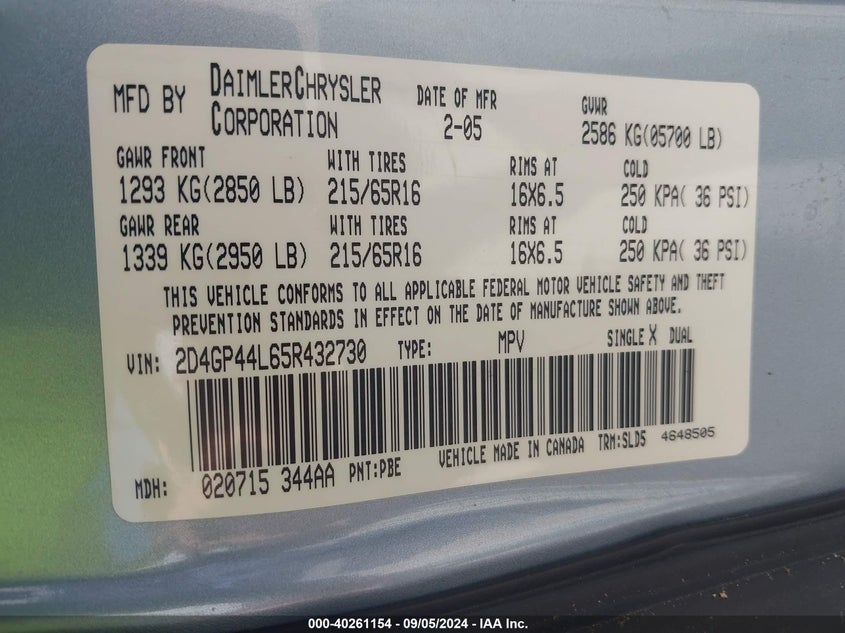 MFD BY DAIMLERCHRYSLER CORPORATION DATE OF MFR 2-05 GVWR 2586 KG(05700 LB)
GAWR FRONT WITH TIRES RIMS AT COLD
1293 KG(2850 LB) 215/65R16 16X6.5 250 KPA( 36 PSI)
GAWR REAR WITH TIRES RIMS AT COLD
1339 KG(2950 LB) 215/65R16 16X6.5 250 KPA( 36 PSI)
THIS VEHICLE CONFORMS TO ALL APPLICABLE FEDERAL MOTOR VEHICLE SAFETY AND THEFT
PREVENTION STANDARDS IN EFFECT ON THE DATE OF MANUFACTURE SHOWN ABOVE.
VIN: 2D4GP44L65R432730 TYPE: MPV SINGLE X DUAL
MDH: 020715 344AA PNT:PBE VEHICLE MADE IN CANADA TRM:SLD5 4648505
000-40261154 - 09/05/2024 - IAA Inc.